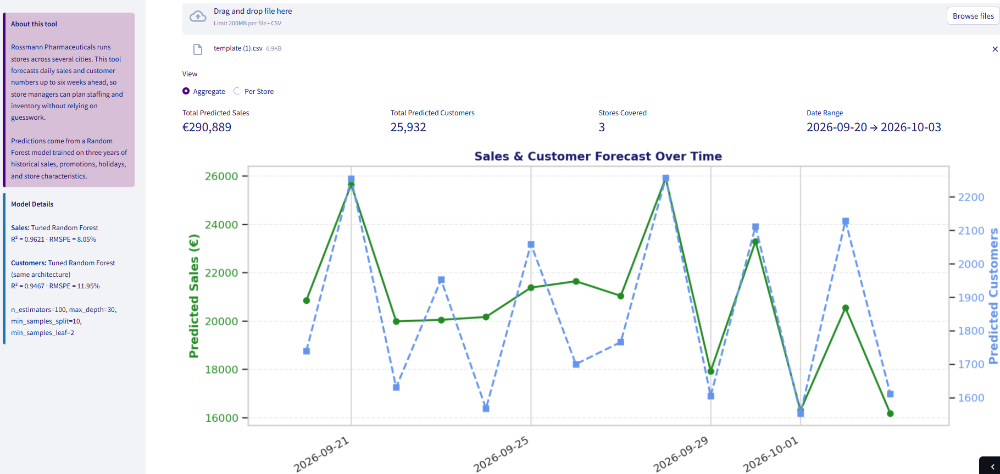 About this tool
Rossmann Pharmaceuticals runs
stores across several cities. This tool
forecasts daily sales and customer
numbers up to six weeks ahead, so
store managers can plan staffing and
inventory without relying on
guesswork.
Predictions come from a Random
Forest model trained on three years of
historical sales, promotions, holidays,
and store characteristics.
Model Details
Sales: Tuned Random Forest
R² = 0.9621 · RMSPE = 8.05%
Customers: Tuned Random Forest
(same architecture)
R² = 0.9467 · RMSPE = 11.95%
n_estimators=100, max_depth=30,
min_samples_split=10,
min_samples_leaf=2
Drag and drop file here
Limit 200MB per file • CSV
Browse files
template (1).csv 0.9KB
View
Aggregate Per Store
Total Predicted Sales
€290,889
Total Predicted Customers
25,932
Stores Covered
3
Date Range
2026-09-20 → 2026-10-03
Sales & Customer Forecast Over Time
Predicted Sales (€)
26000
24000
22000
20000
18000
16000
2200
2100
2000
1900
1800
1700
1600
Predicted Customers
2026-09-21
2026-09-25
2026-09-29
2026-10-01